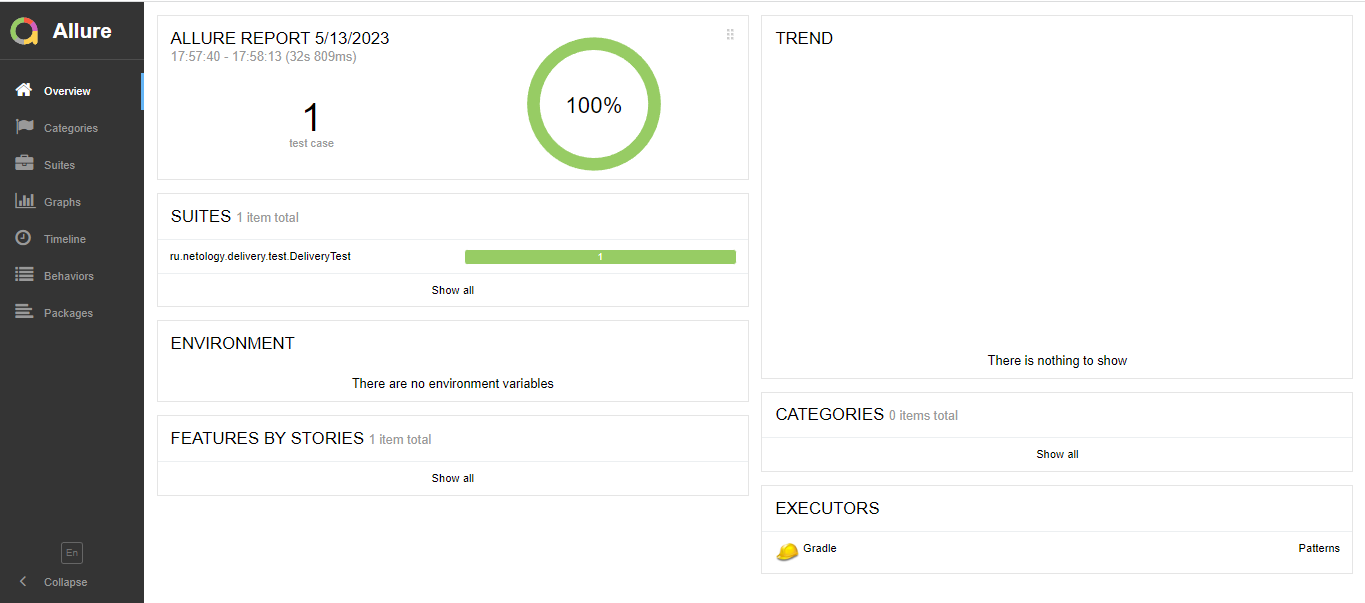 Allure
Overview
Categories
Suites
Graphs
Timeline
Behaviors
Packages
En
Collapse
ALLURE REPORT 5/13/2023
17:57:40 - 17:58:13 (32s 809ms)
1
test case
100%
SUITES 1 item total
ru.netology.delivery.test.DeliveryTest 1
Show all
ENVIRONMENT
There are no environment variables
FEATURES BY STORIES 1 item total
Show all
TREND
There is nothing to show
CATEGORIES 0 items total
Show all
EXECUTORS
Gradle Patterns